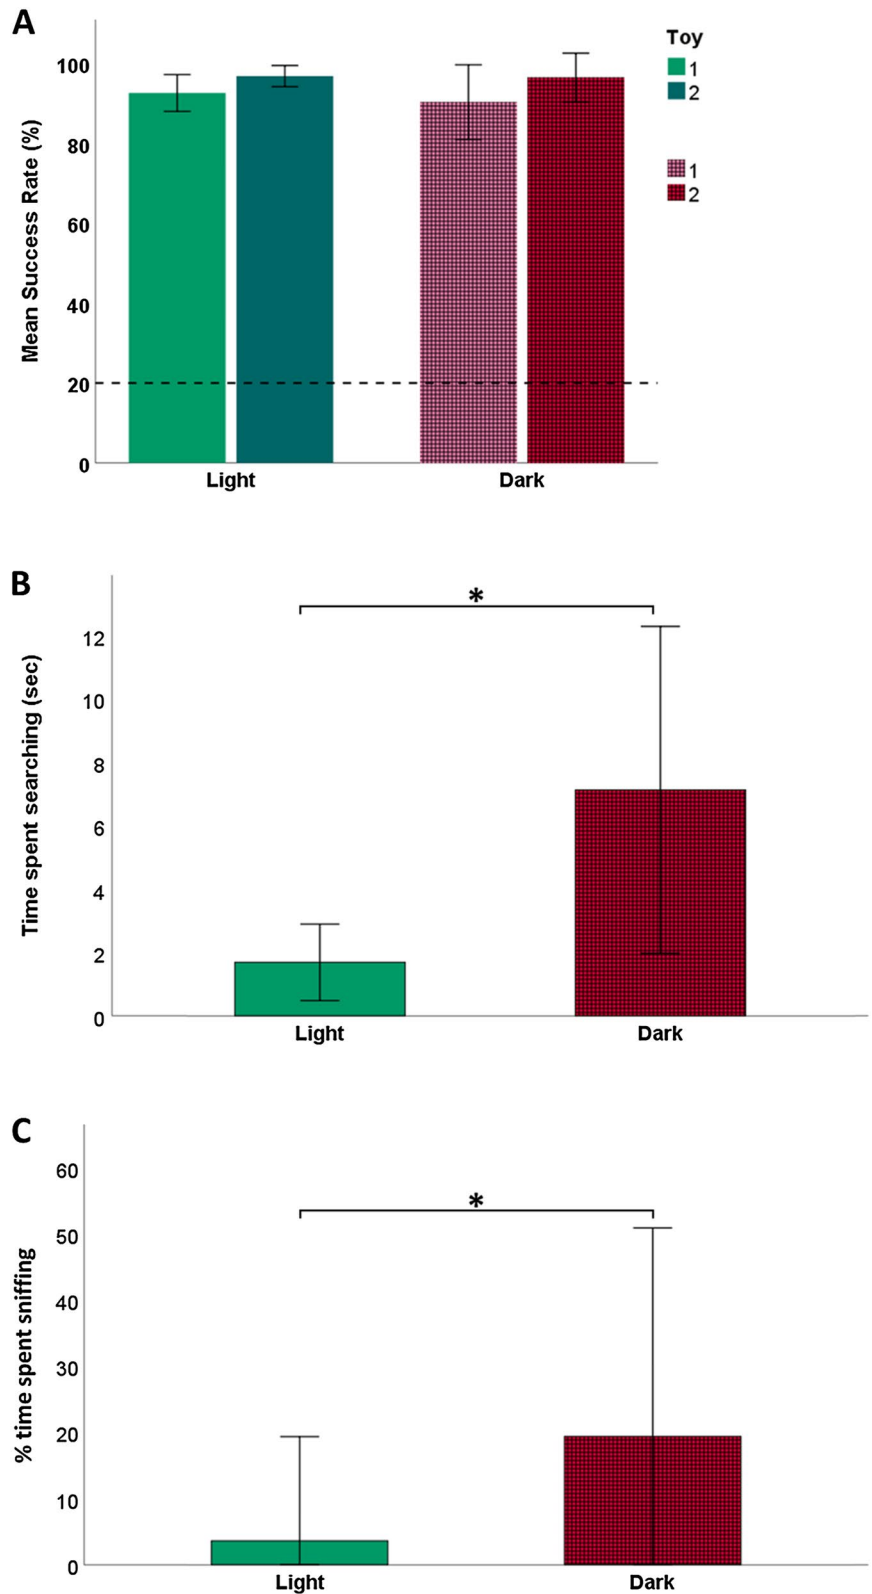 A
Toy
1
2
1
2
Mean Success Rate (%)
100
80
60
40
20
0
Light Dark
B
*
Time spent searching (sec)
12
10
8
6
4
2
0
Light Dark
C
*
% time spent sniffing
60
50
40
30
20
10
0
Light Dark